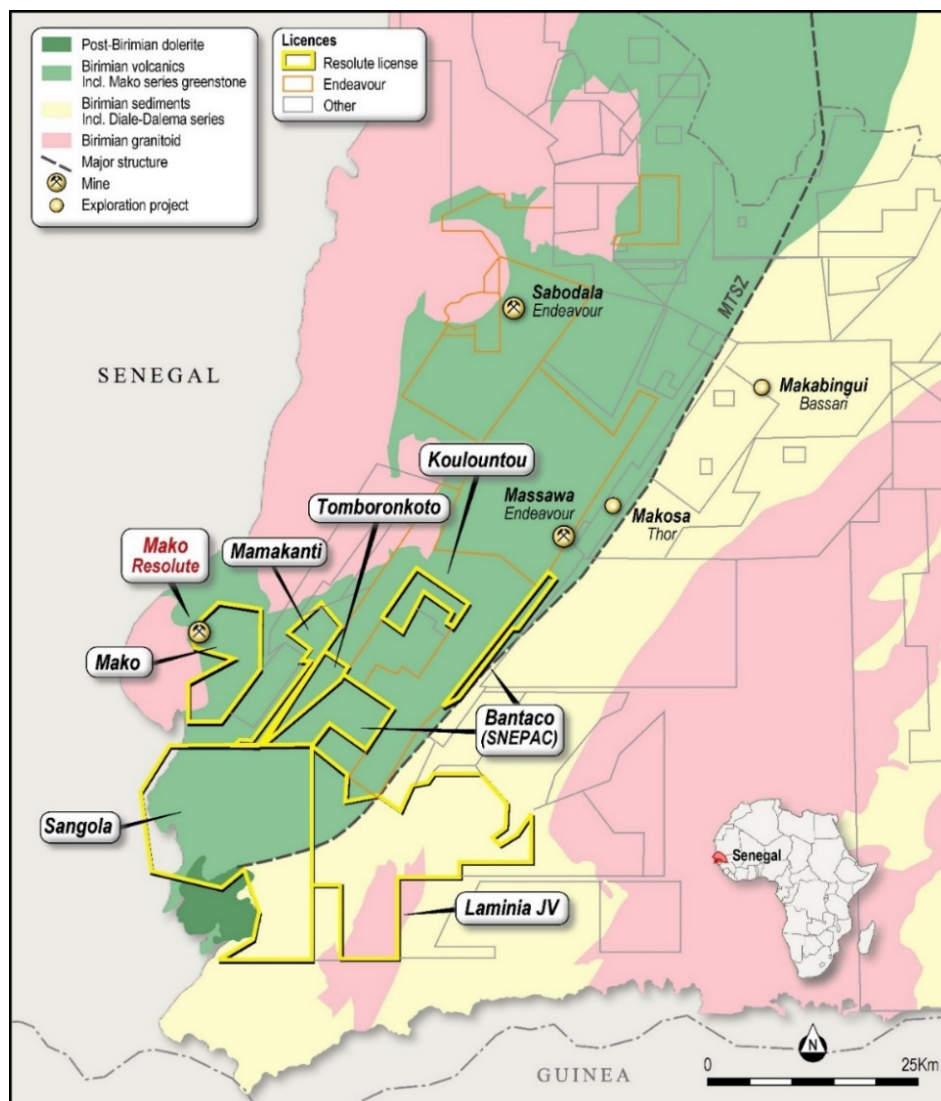 Post-Birimian dolerite
Birimian volcanics
Incl. Mako series greenstone
Birimian sediments
Incl. Diale-Dalema series
Birimian granitoid
Major structure
Mine
Exploration project
Licences
Resolute license
Endeavour
Other
MTSZ
Sabodala
Endeavour
SENEGAL
Makabingui
Bassari
Koulountou
Tomboronkoto
Massawa
Endeavour
Makosa
Thor
Mako
Resolute
Mamakanti
Mako
Bantaco
(SNEPAC)
Sangola
Senegal
Laminia JV
N
GUINEA
0 25Km